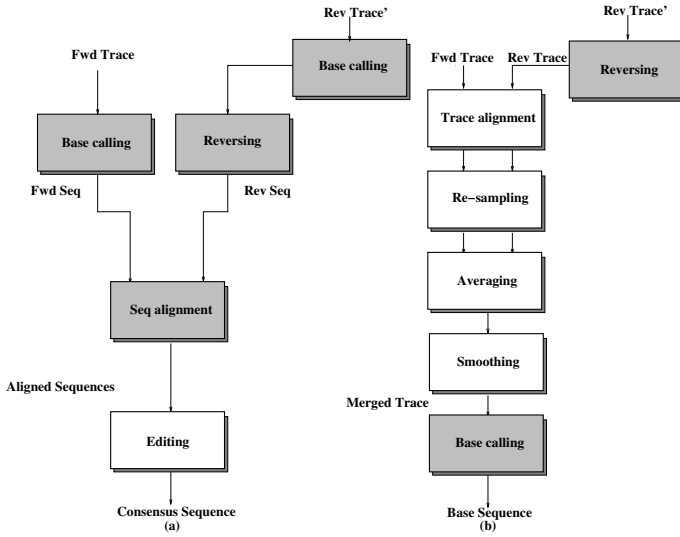 Rev Trace'
Base calling
Fwd Trace
Base calling
Reversing
Fwd Seq
Rev Seq
Seq alignment
Aligned Sequences
Editing
Consensus Sequence
(a)
Rev Trace'
Fwd Trace
Rev Trace
Reversing
Trace alignment
Re-sampling
Averaging
Smoothing
Merged Trace
Base calling
Base Sequence
(b)